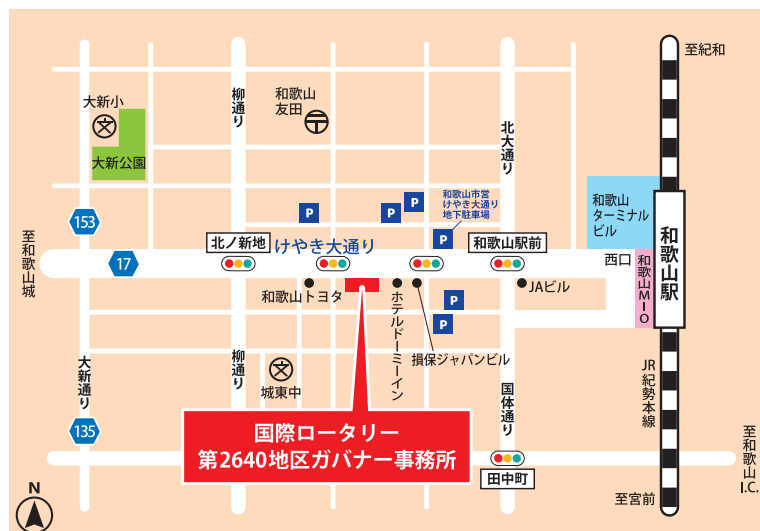 至紀和
大新小
文
大新公園
柳通り
和歌山
友田
北大通り
和歌山
ターミナル
ビル
和歌山市営
けやき大通り
地下駐車場
P
P
P
P
153
至和歌山城
17
北ノ新地
けやき大通り
和歌山駅前
西口
和歌山MIO
和歌山駅
和歌山トヨタ
ホテルドーミーイン
損保ジャパンビル
JAビル
P
P
大新通り
柳通り
文
城東中
国体通り
JR紀勢本線
135
国際ロータリー
第2640地区ガバナー事務所
田中町
至和歌山
I.C.
至宮前
N